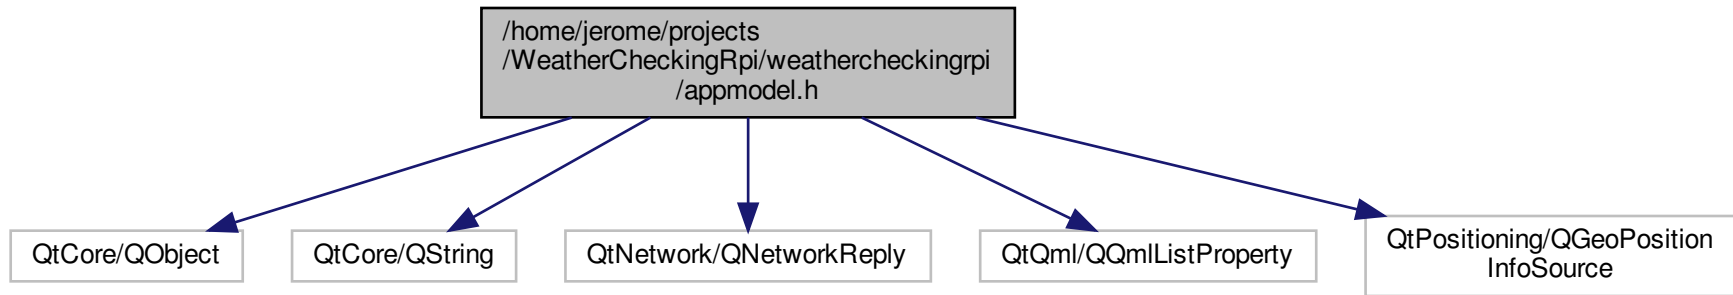 /home/jerome/projects
/WeatherCheckingRpi/weathercheckingrpi
/appmodel.h
QtCore/QObject
QtCore/QString
QtNetwork/QNetworkReply
QtQml/QQmlListProperty
QtPositioning/QGeoPosition
InfoSource